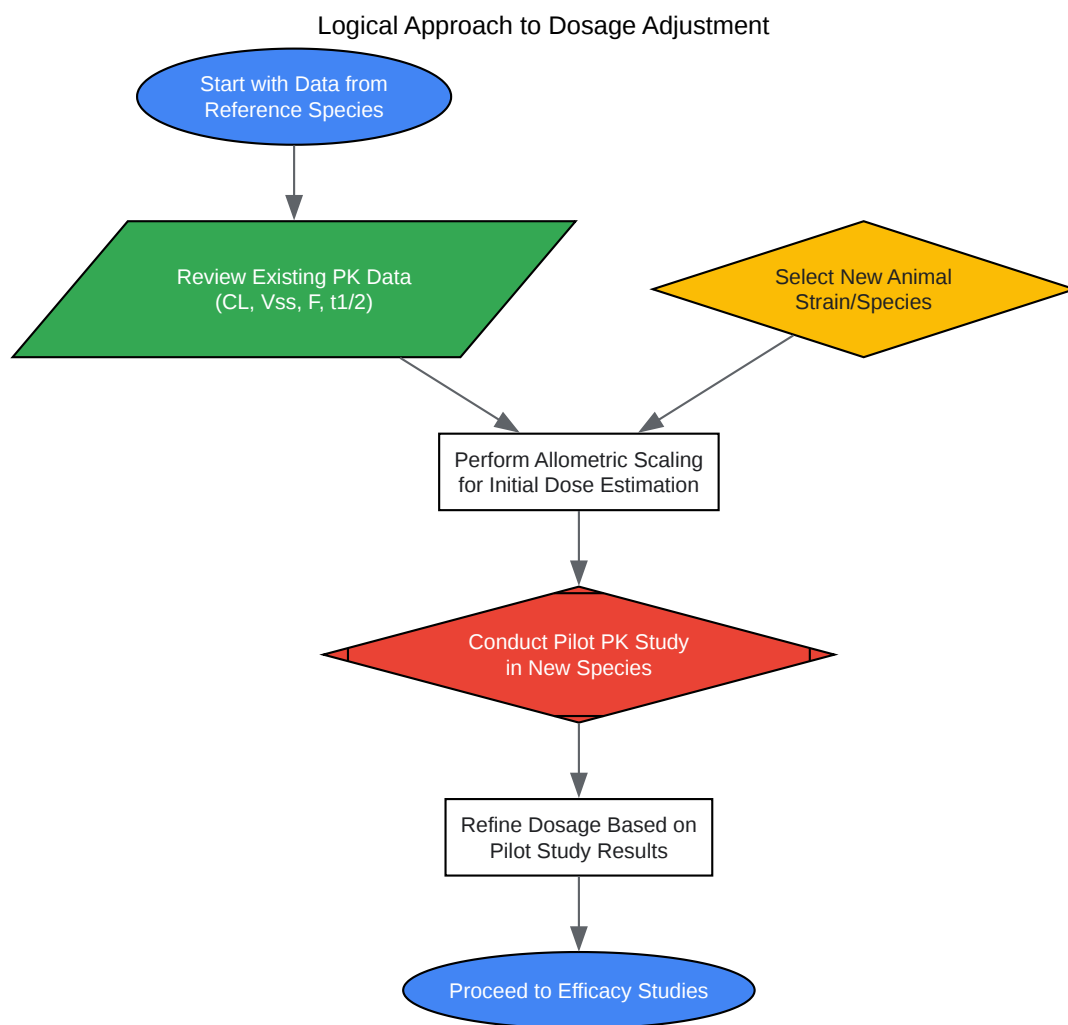 Logical Approach to Dosage Adjustment
Start with Data from
Reference Species
Review Existing PK Data
(CL, Vss, F, t1/2)
Select New Animal
Strain/Species
Perform Allometric Scaling
for Initial Dose Estimation
Conduct Pilot PK Study
in New Species
Refine Dosage Based on
Pilot Study Results
Proceed to Efficacy Studies